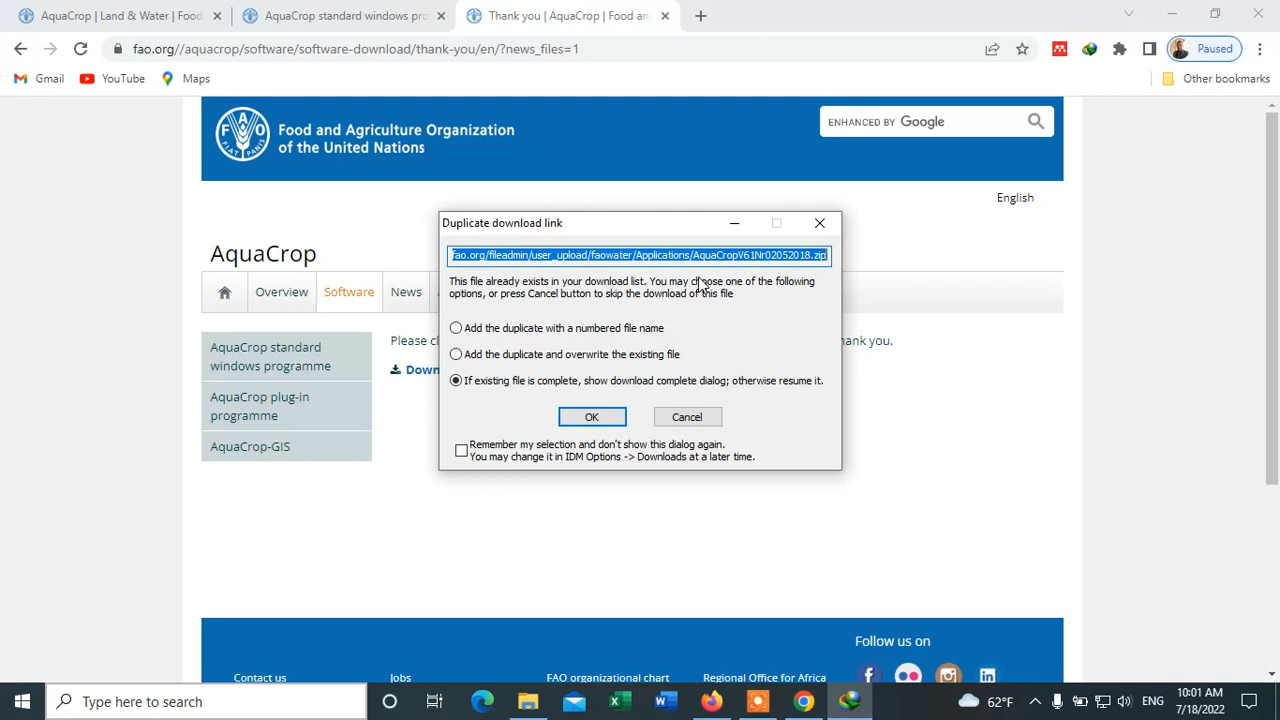 AquaCrop | Land & Water | Food
AquaCrop standard windows pro
Thank you | AquaCrop | Food and
fao.org//aquacrop/software/software-download/thank-you/en/?news_files=1
Paused
Gmail
YouTube
Maps
Other bookmarks
FAO
FIAT PANIS
Food and Agriculture Organization
of the United Nations
ENHANCED BY Google
English
AquaCrop
Overview
Software
News
AquaCrop standard
windows programme
AquaCrop plug-in
programme
AquaCrop-GIS
Please cl
hank you.
Down
Duplicate download link
fao.org/fileadmin/user_upload/faowater/Applications/AquaCropV61Nr02052018.zip
This file already exists in your download list. You may choose one of the following
options, or press Cancel button to skip the download of this file
Add the duplicate with a numbered file name
Add the duplicate and overwrite the existing file
If existing file is complete, show download complete dialog; otherwise resume it.
OK
Cancel
Remember my selection and don't show this dialog again.
You may change it in IDM Options -> Downloads at a later time.
Follow us on
Contact us
Jobs
FAO organizational chart
Regional Office for Africa
Type here to search
62°F
ENG
10:01 AM
7/18/2022